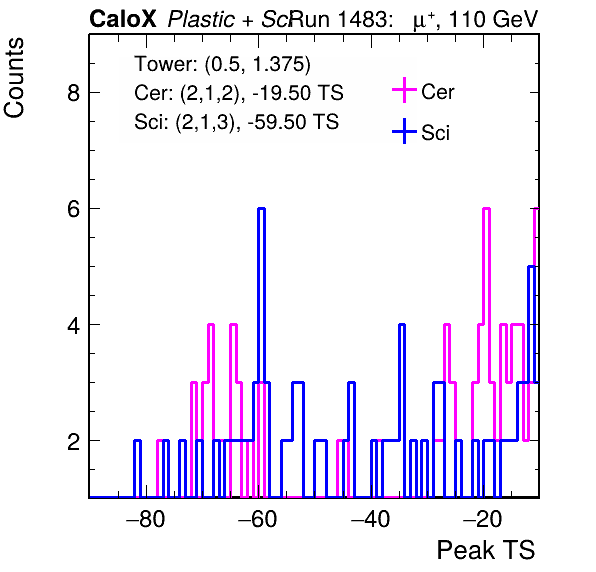 CaloX Plastic + Sci Run 1483: μ⁺, 110 GeV
Tower: (0.5, 1.375)
Cer: (2,1,2), -19.50 TS
Sci: (2,1,3), -59.50 TS
Cer
Sci
Counts
8
6
4
2
−80 −60 −40 −20
Peak TS